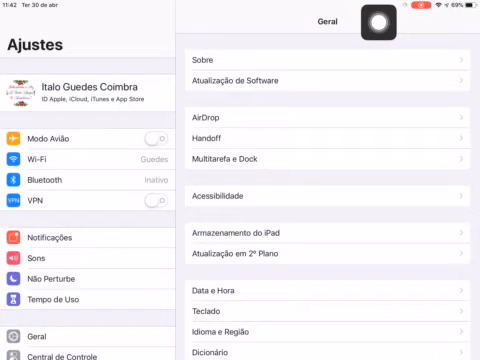 11:42 Ter 30 de abr
69%
Ajustes
Geral
Italo Guedes Coimbra
ID Apple, iCloud, iTunes e App Store
Modo Avião
Wi-Fi Guedes
Bluetooth Inativo
VPN VPN
Notificações
Sons
Não Perturbe
Tempo de Uso
Geral
Central de Controle
Sobre
Atualização de Software
AirDrop
Handoff
Multitarefa e Dock
Acessibilidade
Armazenamento do iPad
Atualização em 2º Plano
Data e Hora
Teclado
Idioma e Região
Dicionário